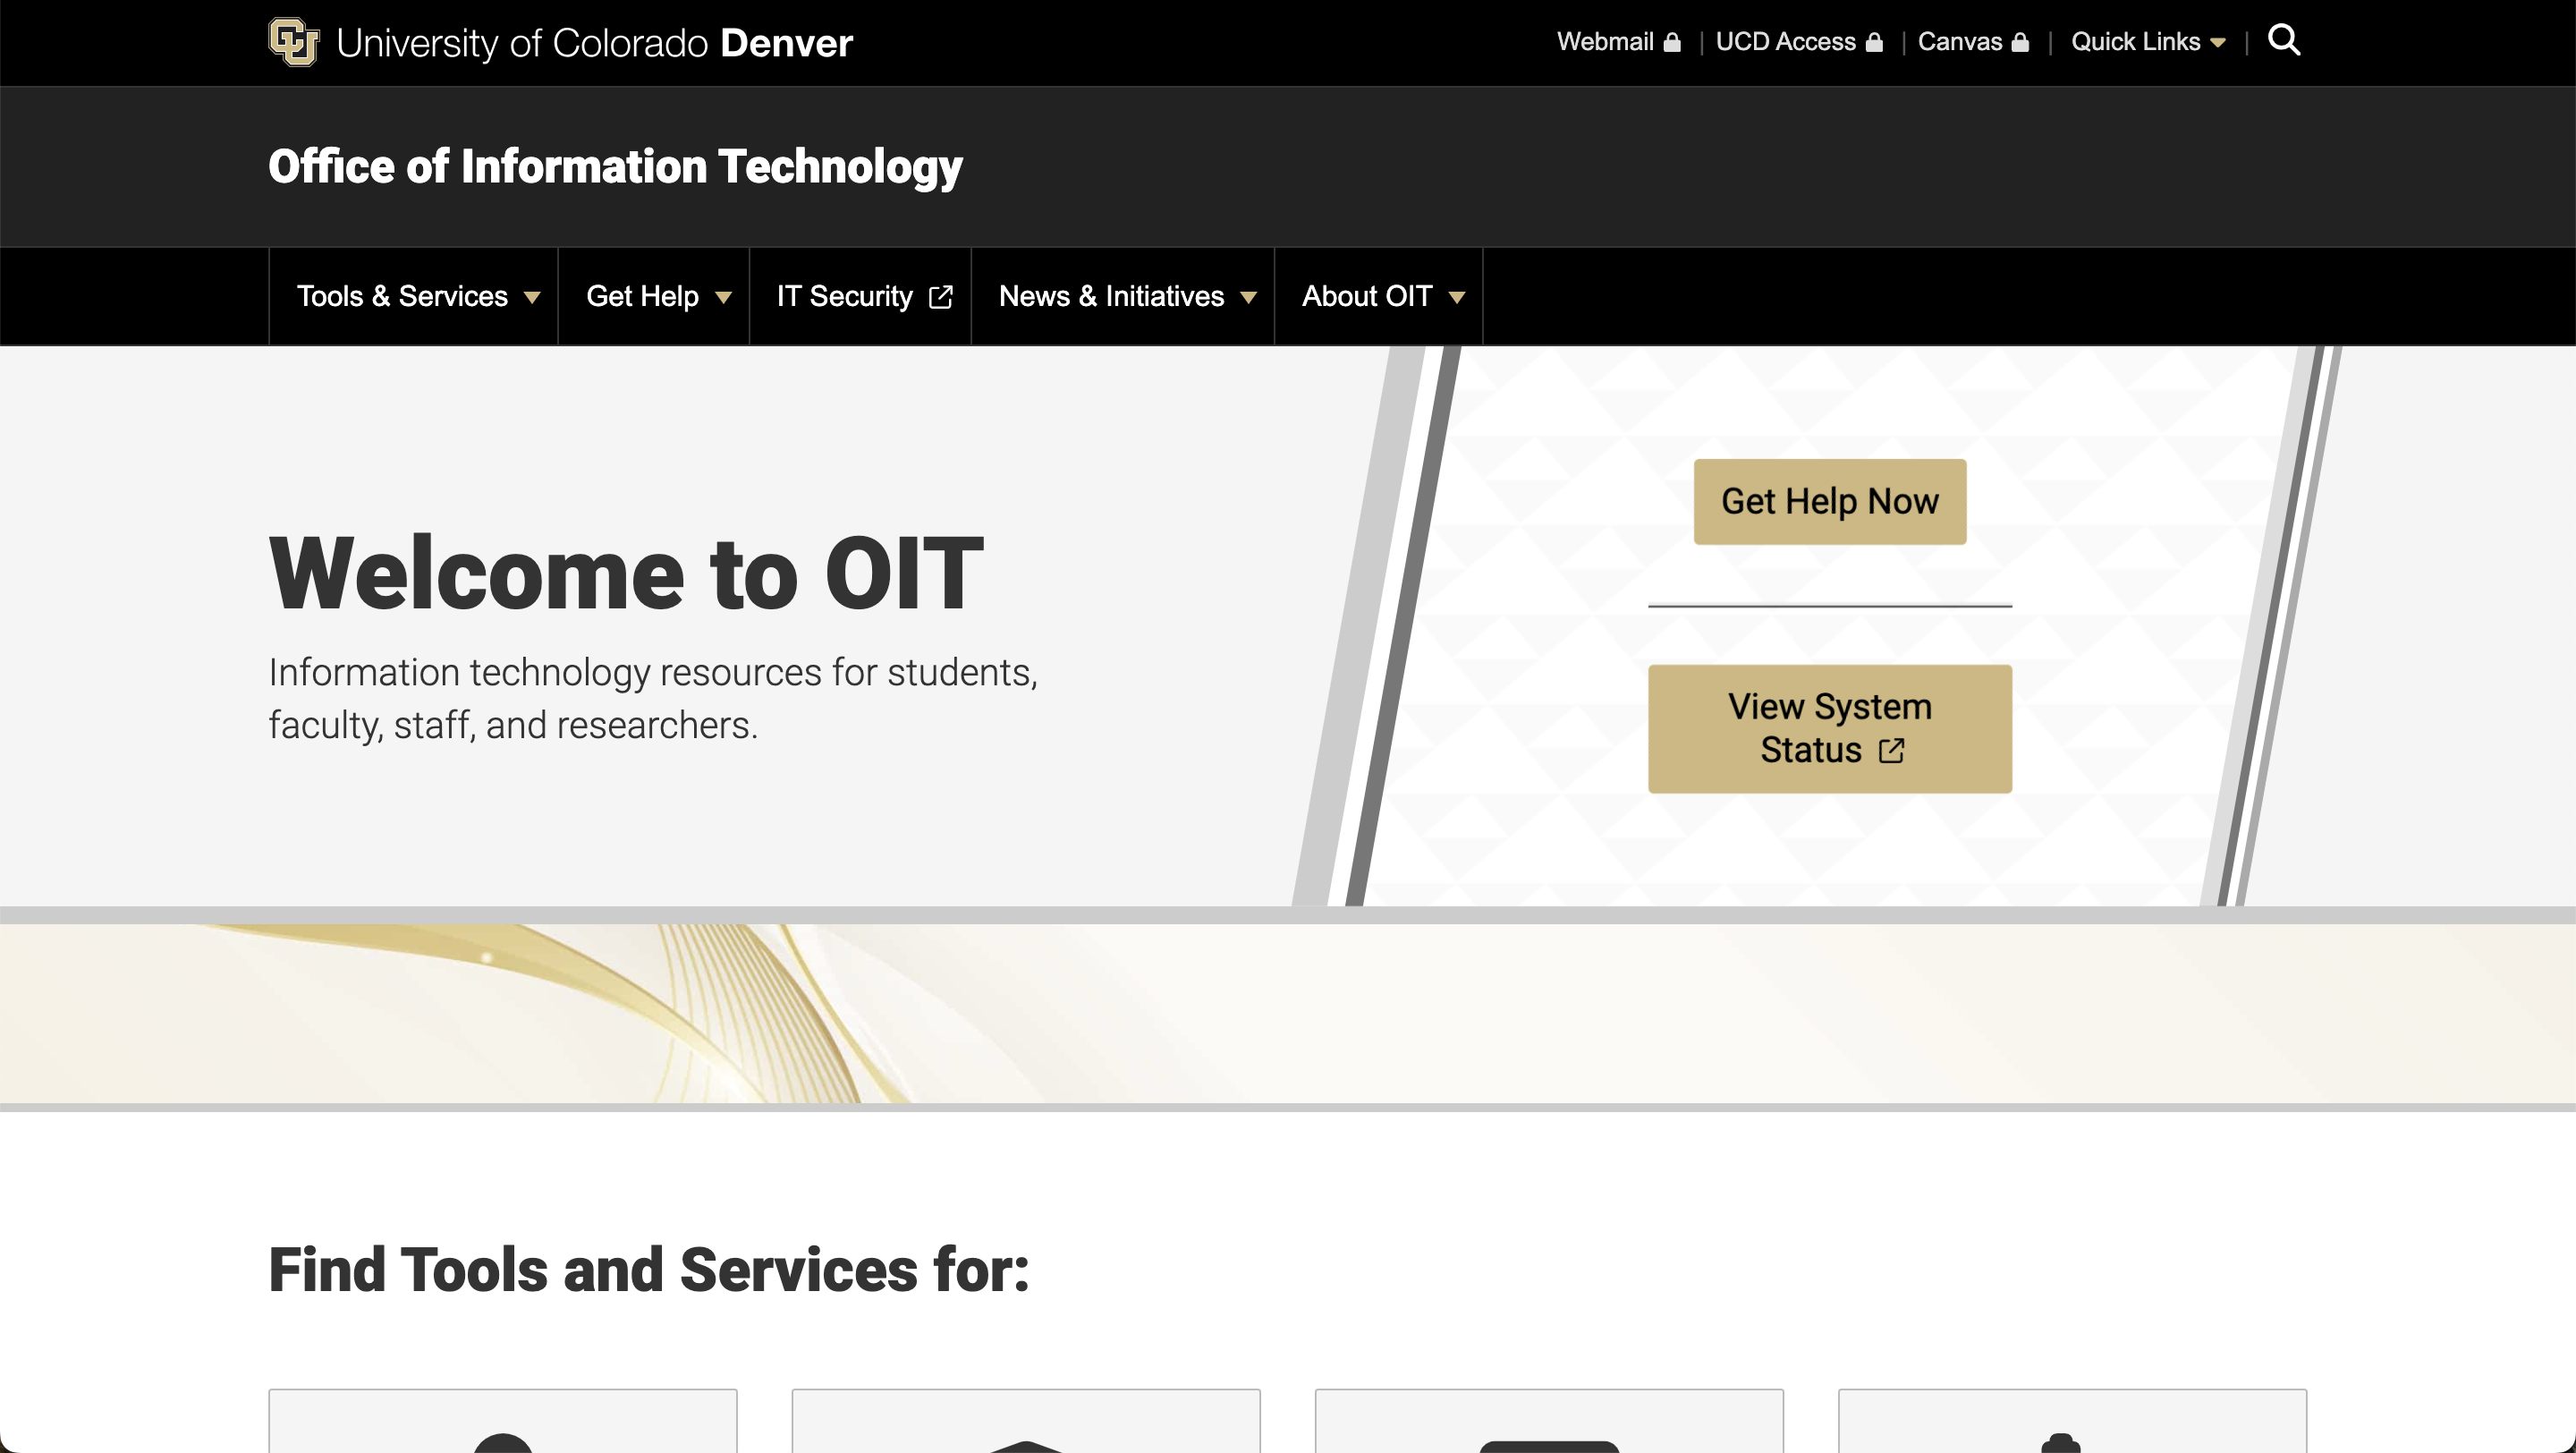 CU University of Colorado Denver
Webmail | UCD Access | Canvas | Quick Links |
Office of Information Technology
Tools & Services
Get Help
IT Security
News & Initiatives
About OIT
Welcome to OIT
Information technology resources for students,
faculty, staff, and researchers.
Get Help Now
View System
Status
Find Tools and Services for: